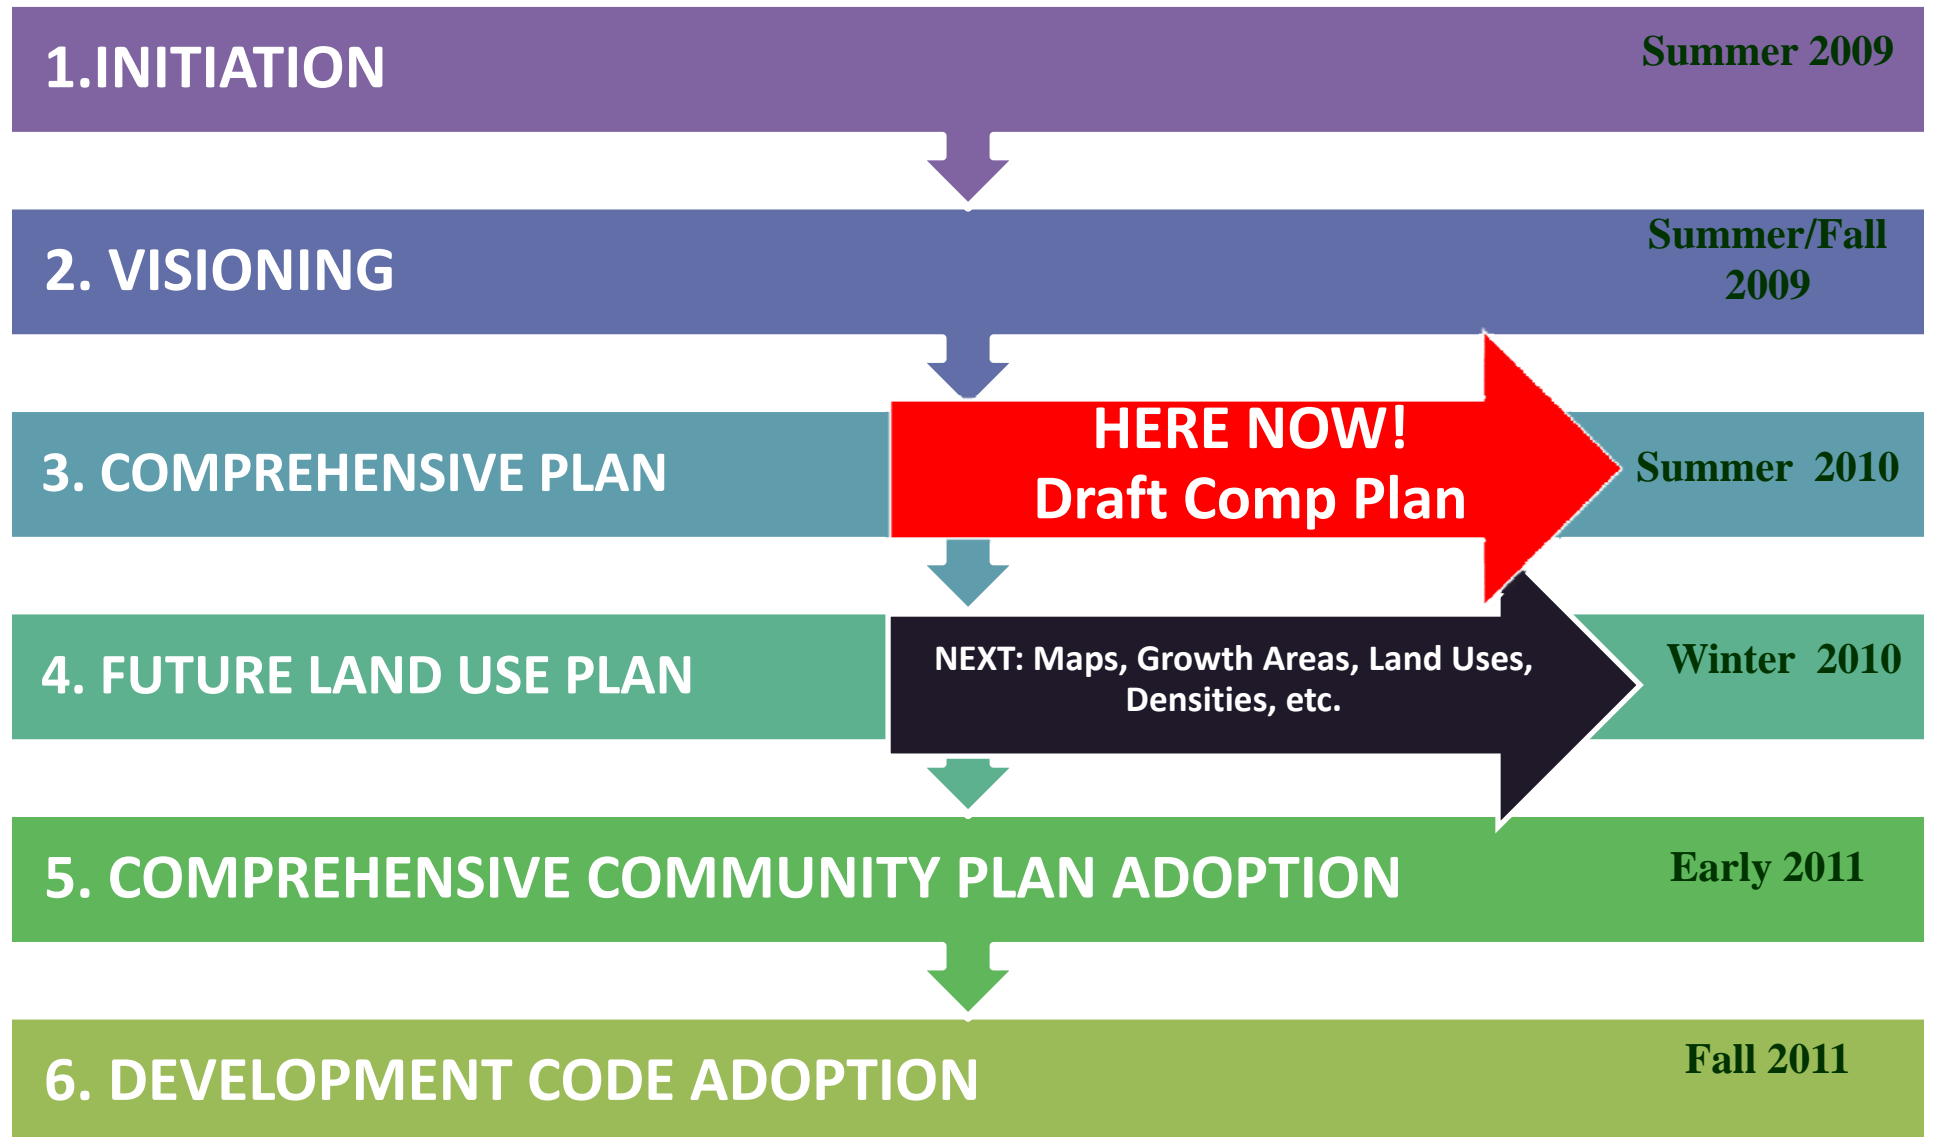 1.INITIATION
Summer 2009
2. VISIONING
Summer/Fall
2009
3. COMPREHENSIVE PLAN
HERE NOW!
Draft Comp Plan
Summer  2010
4. FUTURE LAND USE PLAN
NEXT: Maps, Growth Areas, Land Uses,
Densities, etc.
Winter  2010
5. COMPREHENSIVE COMMUNITY PLAN ADOPTION
Early 2011
6. DEVELOPMENT CODE ADOPTION
Fall 2011